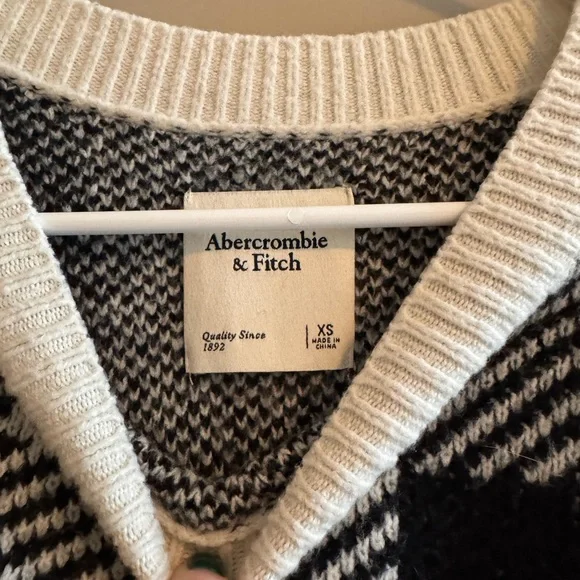 Abercrombie
& Fitch
Quality Since
1892
XS
MADE IN
CHINA